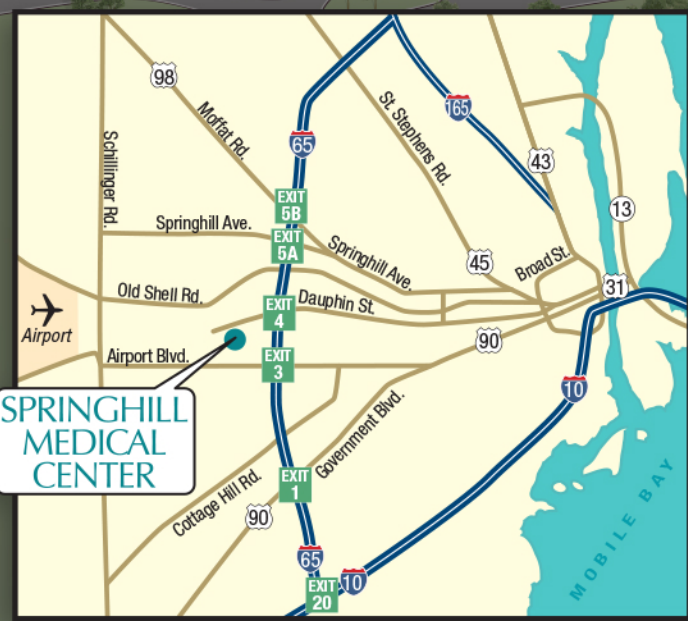 98
Moffat Rd.
Schillinger Rd.
65
St. Stephens Rd.
165
43
13
EXIT
5B
Springhill Ave.
EXIT
5A
Springhill Ave.
45
Broad St.
31
Old Shell Rd.
EXIT
4
Dauphin St.
Airport
Airport Blvd.
EXIT
3
90
10
SPRINGHILL
MEDICAL
CENTER
Government Blvd.
Cottage Hill Rd.
EXIT
1
90
65
10
EXIT
20
MOBILE BAY